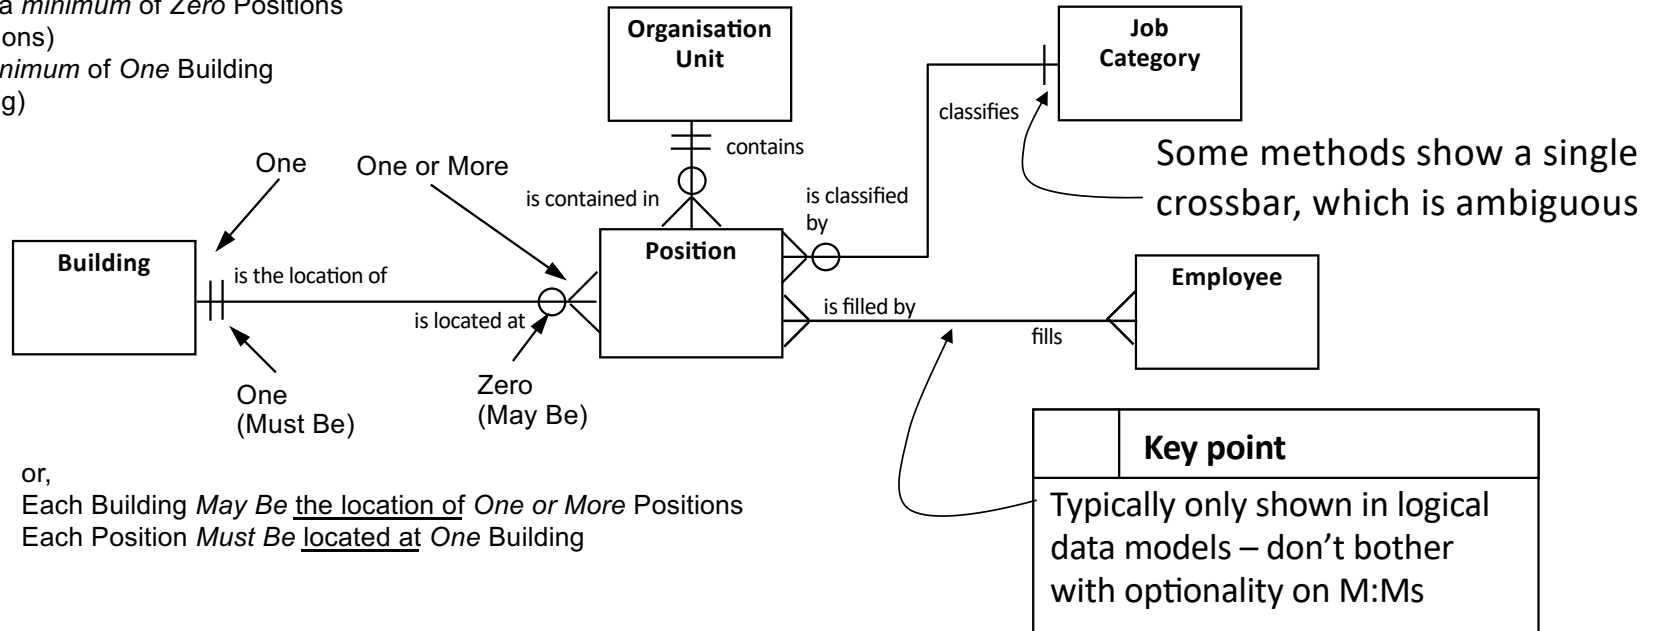 a minimum of Zero Positions
ons)
nimum of One Building
g)
Organisation
Unit
Job
Category
classifies
contains
One
One or More
is contained in
is classified
by
Some methods show a single
crossbar, which is ambiguous
Building
is the location of
is located at
Position
is filled by
fills
Employee
One
(Must Be)
Zero
(May Be)
Key point
Typically only shown in logical
data models – don’t bother
with optionality on M:Ms
or,
Each Building May Be the location of One or More Positions
Each Position Must Be located at One Building